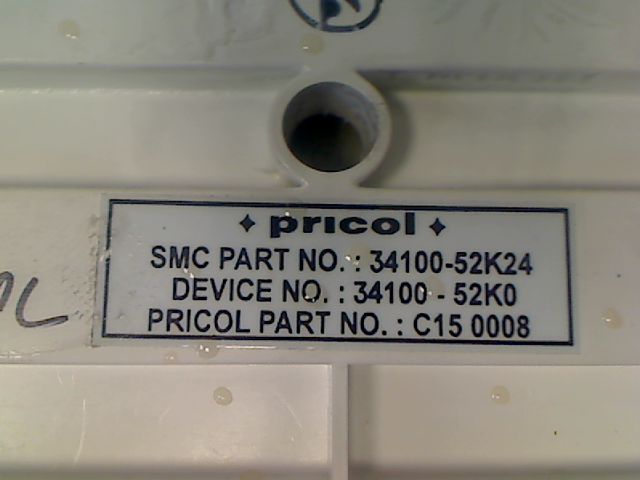 pricol
SMC PART NO. : 34100-52K24
DEVICE NO. : 34100 - 52K0
PRICOL PART NO. : C15 0008